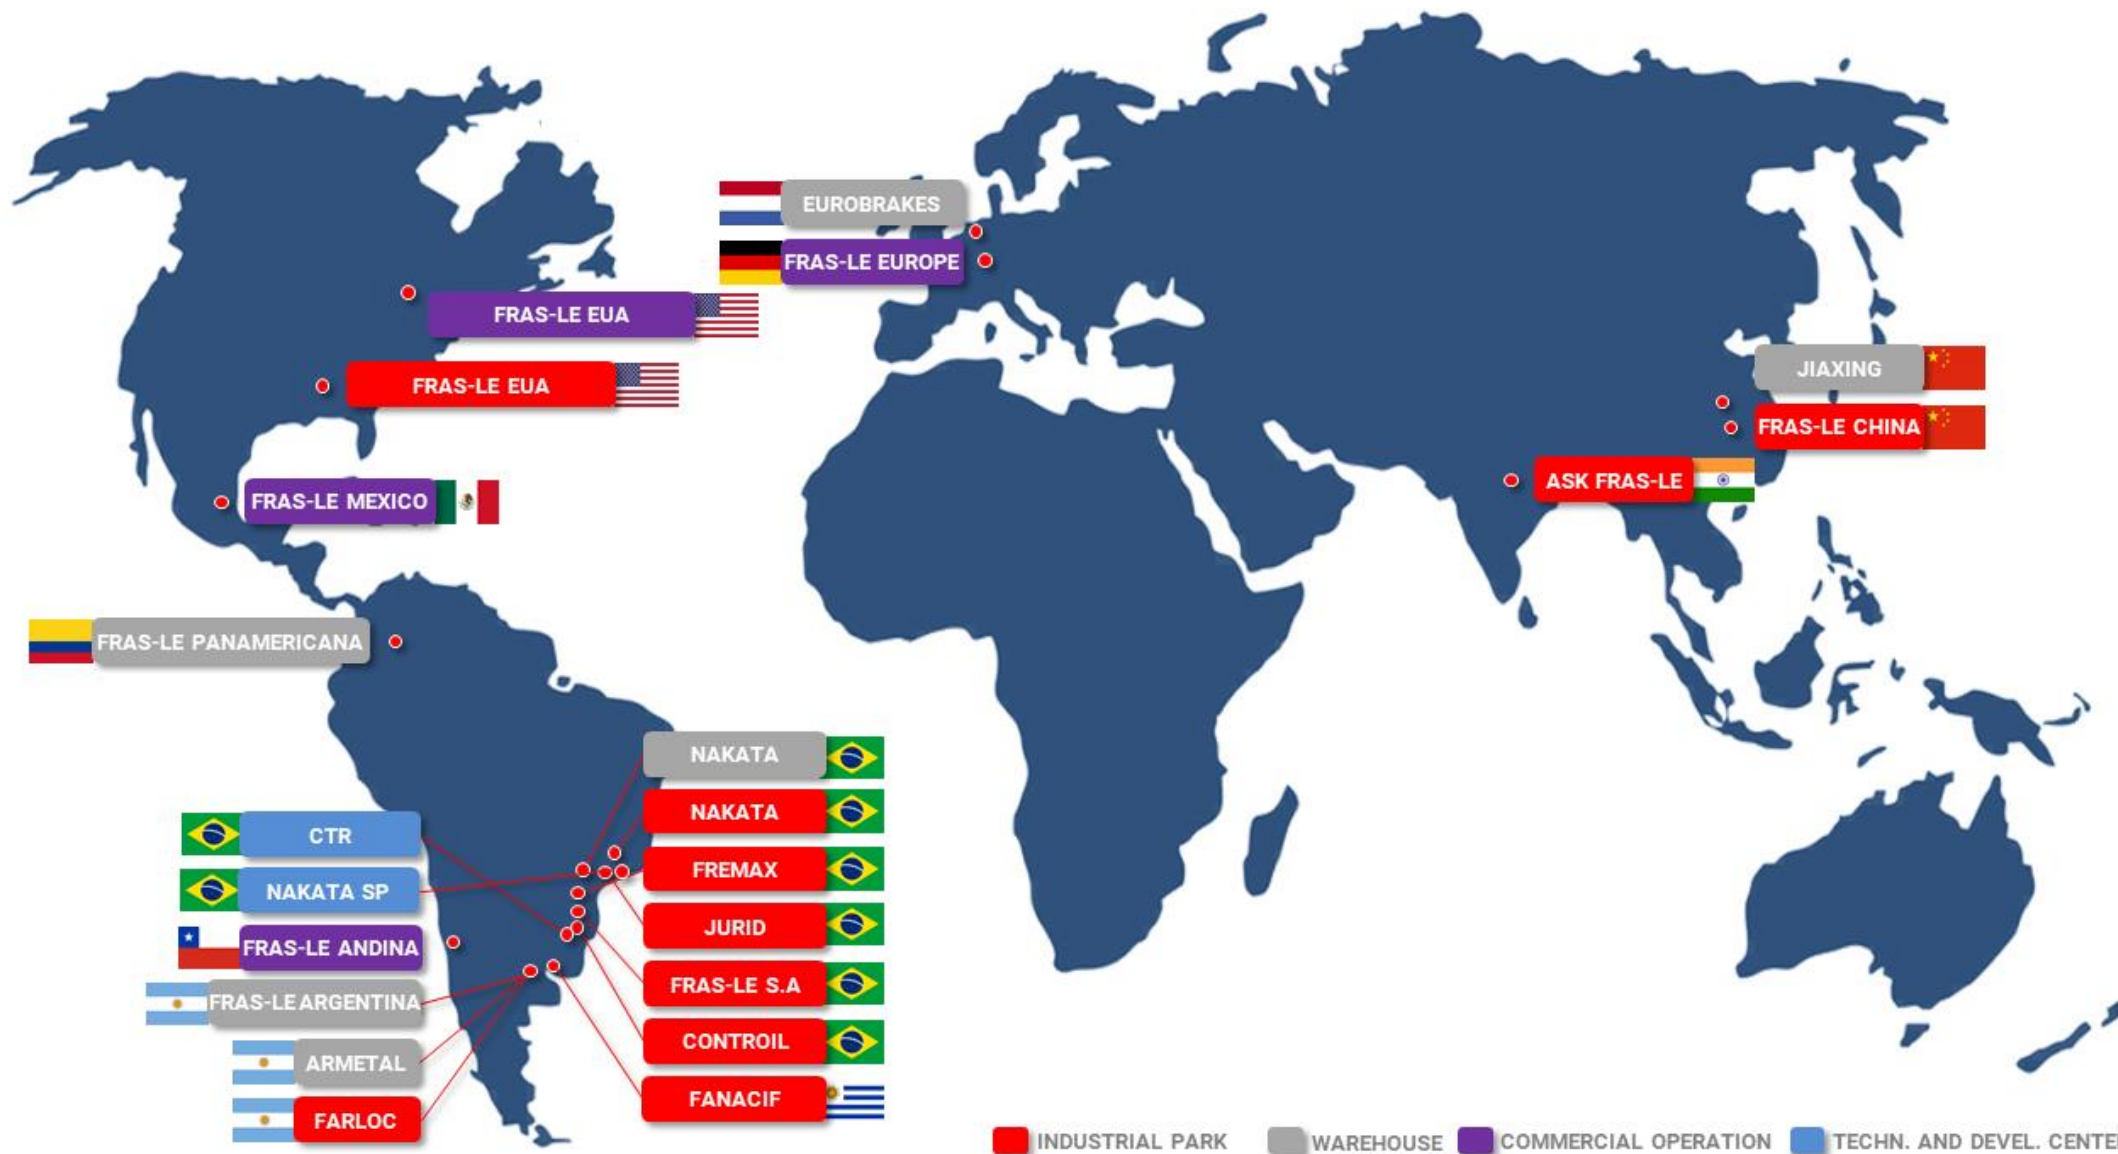 EUROBRAKES
FRAS-LE EUROPE
FRAS-LE EUA
FRAS-LE EUA
JIAXING
FRAS-LE CHINA
ASK FRAS-LE
FRAS-LE MEXICO
FRAS-LE PANAMERICANA
NAKATA
NAKATA
FREMAX
JURID
FRAS-LE S.A
CONTROIL
FANACIF
CTR
NAKATA SP
FRAS-LE ANDINA
FRAS-LE ARGENTINA
ARMETAL
FARLOC
INDUSTRIAL PARK
WAREHOUSE
COMMERCIAL OPERATION
TECHN. AND DEVEL. CENTE